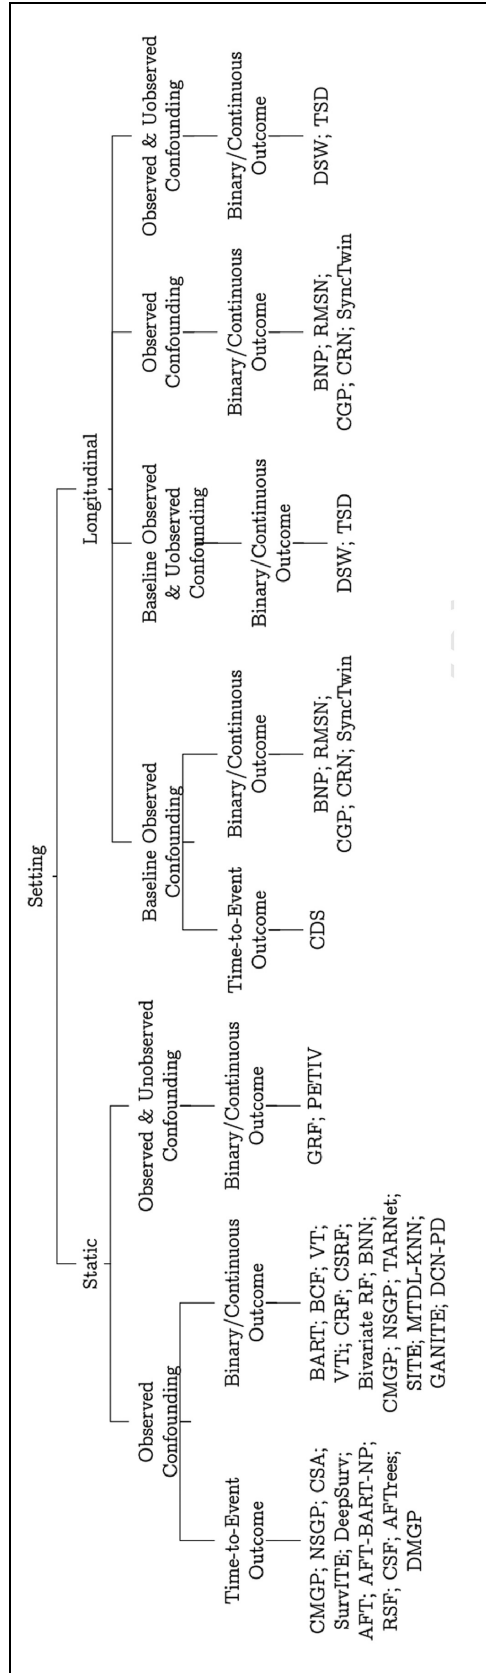 Setting
Static
Longitudinal
Observed
Confounding
Observed & Unobserved
Confounding
Baseline Observed
Confounding
Baseline Observed
& Uobserved
Confounding
Observed
Confounding
Observed & Uobserved
Confounding
Time-to-Event
Outcome
Binary/Continuous
Outcome
Binary/Continuous
Outcome
Time-to-Event
Outcome
Binary/Continuous
Outcome
Binary/Continuous
Outcome
Binary/Continuous
Outcome
Binary/Continuous
Outcome
CMGP; NSGP; CSA;
SurvITE; DeepSurv;
AFT; AFT-BART-NP;
RSF; CSF; AFTrees;
DMGP
BART; BCF; VT;
VTi; CRF; CSRF;
Bivariate RF; BNN;
CMGP; NSGP; TARNet;
SITE; MTDL-KNN;
GANITE; DCN-PD
GRF; PETIV
CDS
BNP; RMSN;
CGP; CRN; SyncTwin
DSW; TSD
BNP; RMSN;
CGP; CRN; SyncTwin
DSW; TSD